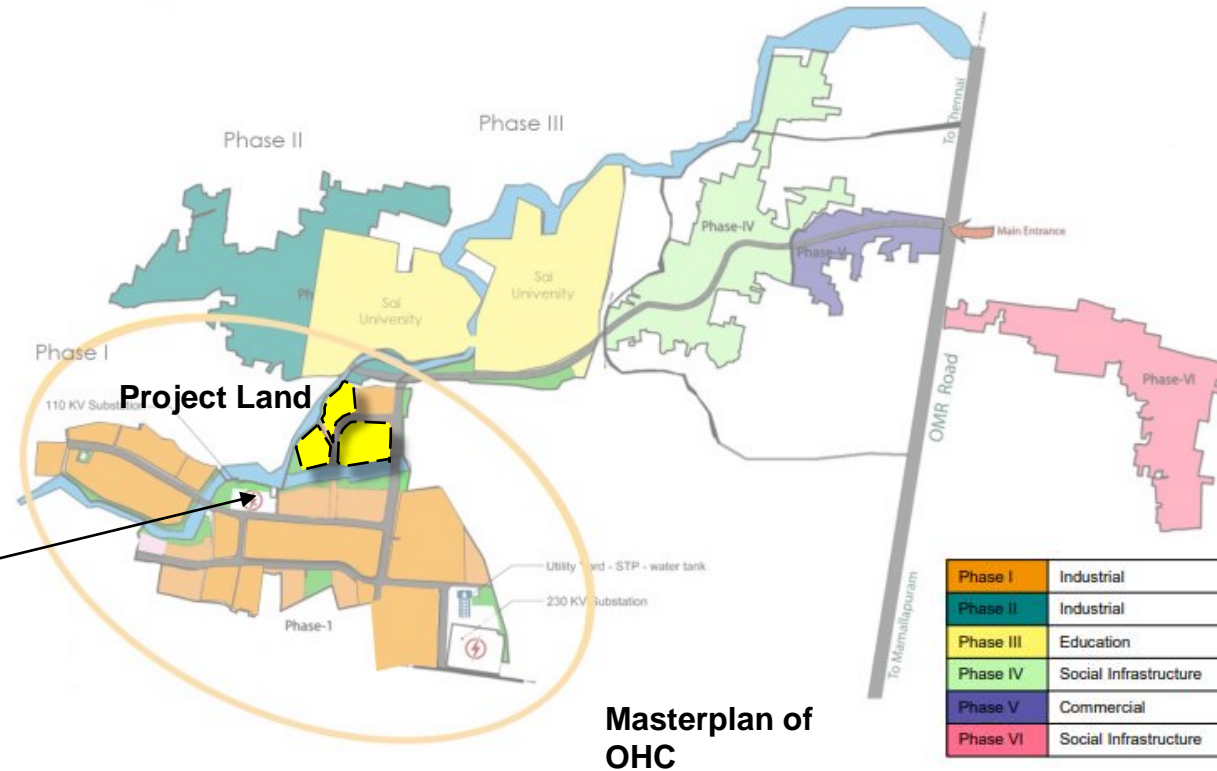 Phase II
Phase III
To Chennai
Phase-IV
Phase-V
Main Entrance
Sai
University
Sai
University
Ph
Phase I
Project Land
110 KV Substation
Phase-VI
OMR Road
Utility
rd - STP - water tank
230 KV Substation
Phase-1
To Mamallapuram
Masterplan of
OHC
Phase I Industrial
Phase II Industrial
Phase III Education
Phase IV Social Infrastructure
Phase V Commercial
Phase VI Social Infrastructure